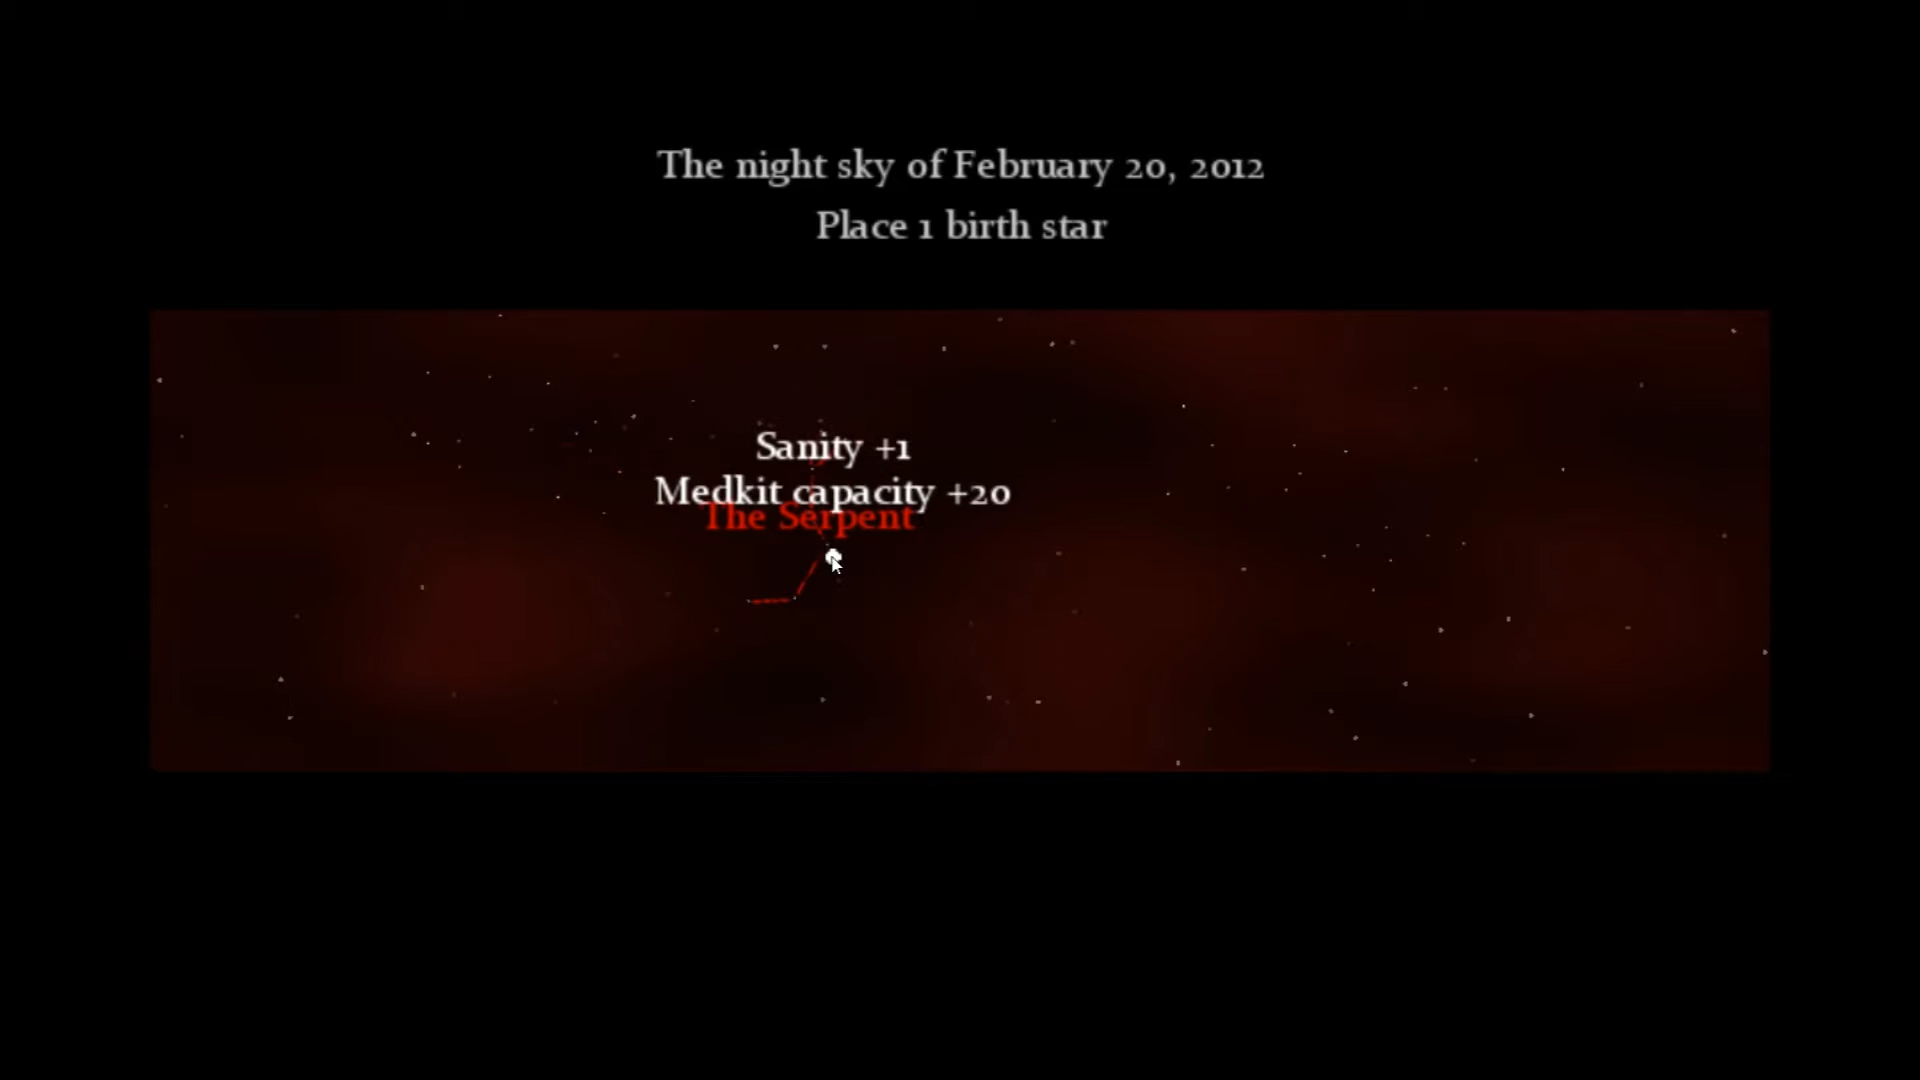 The night sky of February 20, 2012
Place 1 birth star
Sanity +1
Medkit capacity +20
The Serpent